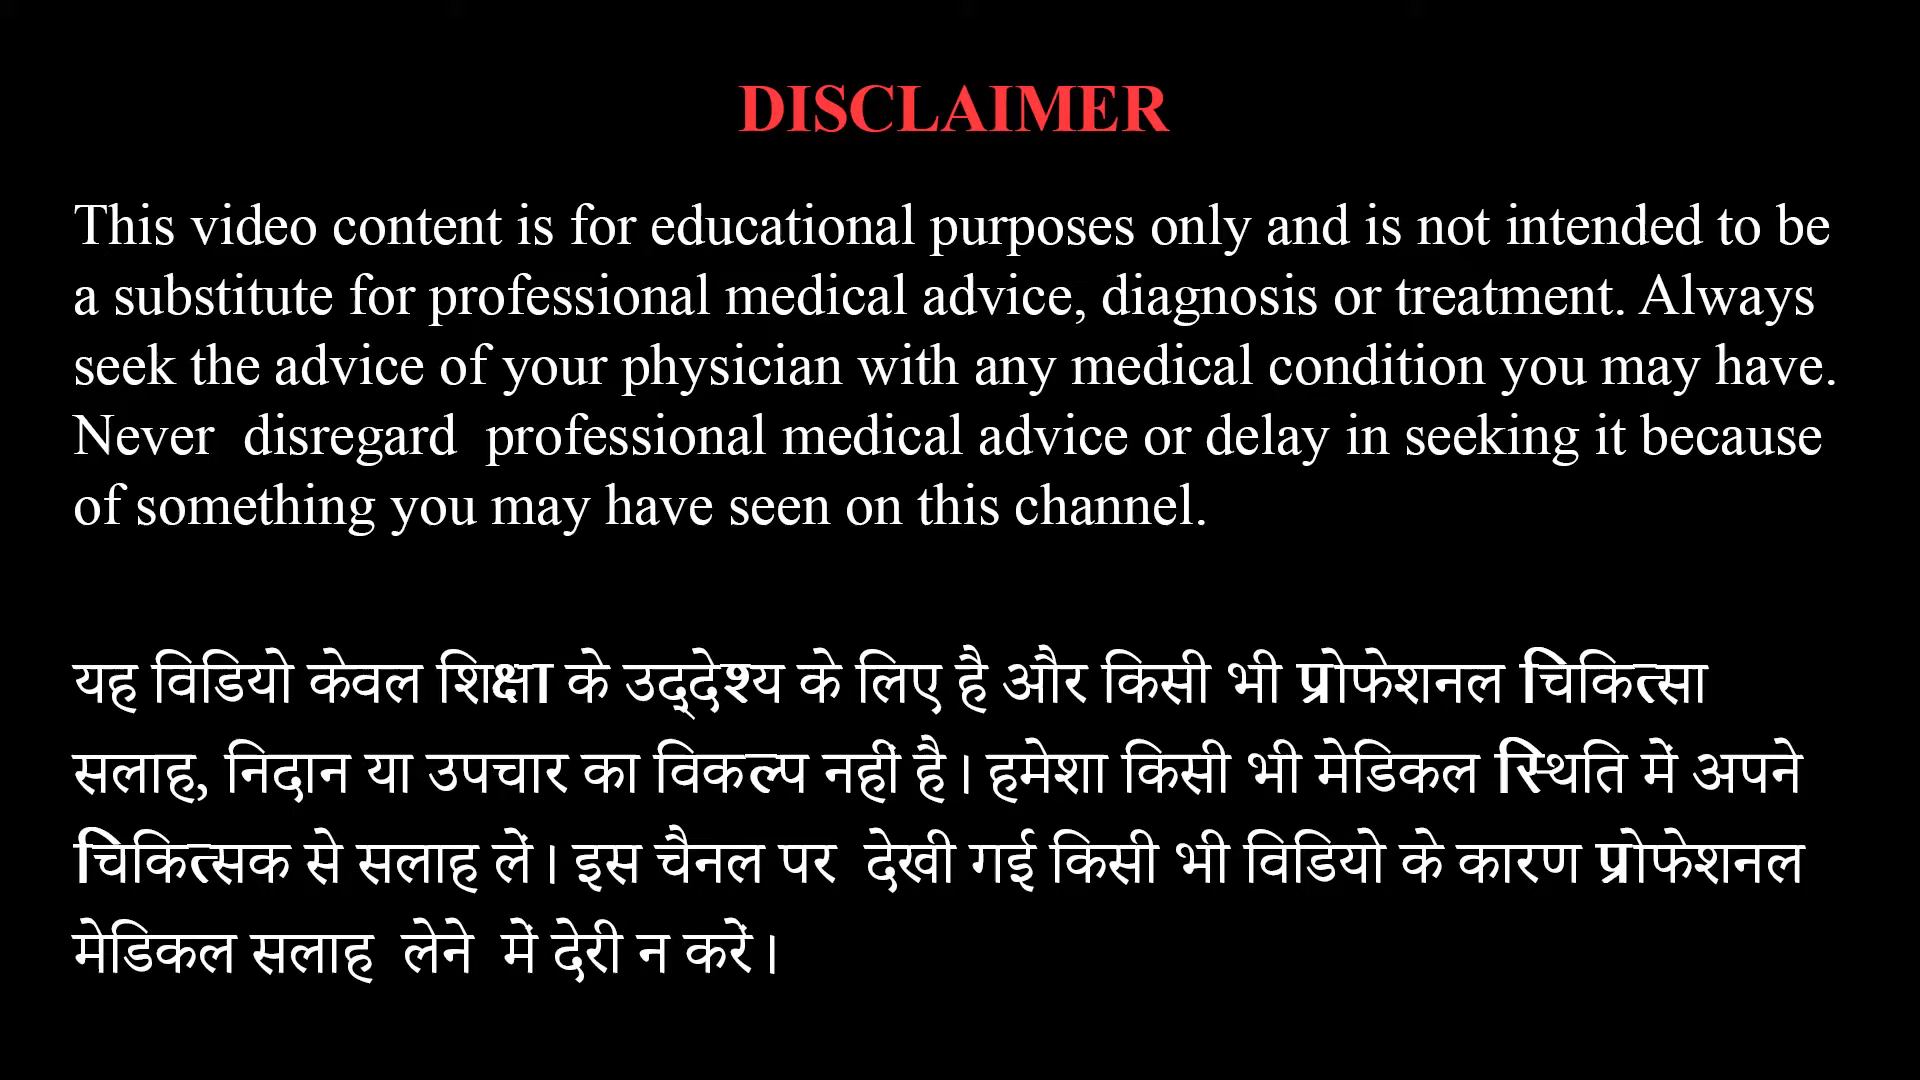 DISCLAIMER
This video content is for educational purposes only and is not intended to be
a substitute for professional medical advice, diagnosis or treatment. Always
seek the advice of your physician with any medical condition you may have.
Never disregard professional medical advice or delay in seeking it because
of something you may have seen on this channel.
यह विडियो केवल शिक्षा के उद्देश्य के लिए है और किसी भी प्रोफेशनल चिकित्सा
सलाह, निदान या उपचार का विकल्प नहीं है। हमेशा किसी भी मेडिकल स्थिति में अपने
चिकित्सक से सलाह लें। इस चैनल पर देखी गई किसी भी विडियो के कारण प्रोफेशनल
मेडिकल सलाह लेने में देरी न करें।